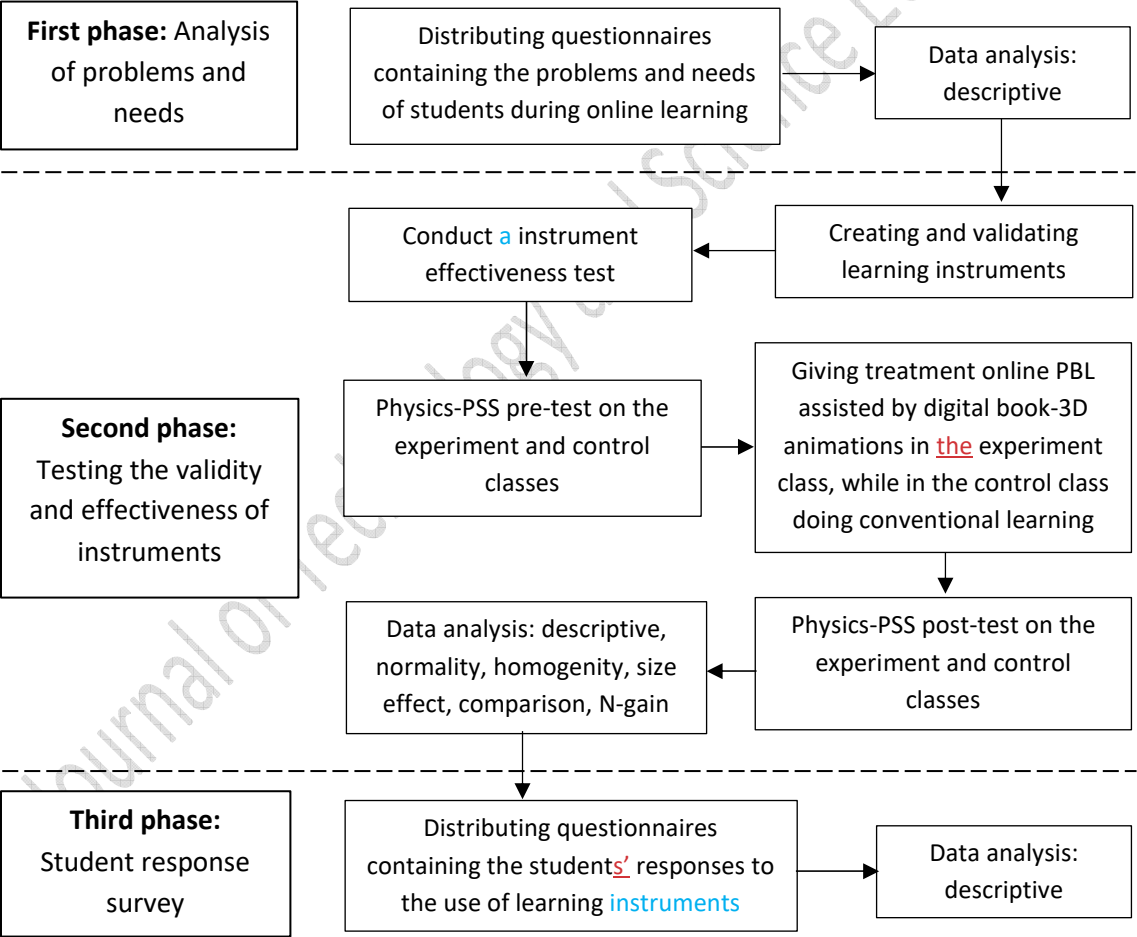 First phase: Analysis
of problems and
needs
Distributing questionnaires
containing the problems and needs
of students during online learning
Data analysis:
descriptive
Creating and validating
learning instruments
Conduct a instrument
effectiveness test
Second phase:
Testing the validity
and effectiveness of
instruments
Physics-PSS pre-test on the
experiment and control
classes
Giving treatment online PBL
assisted by digital book-3D
animations in the experiment
class, while in the control class
doing conventional learning
Physics-PSS post-test on the
experiment and control
classes
Data analysis: descriptive,
normality, homogenity, size
effect, comparison, N-gain
Third phase:
Student response
survey
Distributing questionnaires
containing the students’ responses to
the use of learning instruments
Data analysis:
descriptive
Journal of Technology and Science